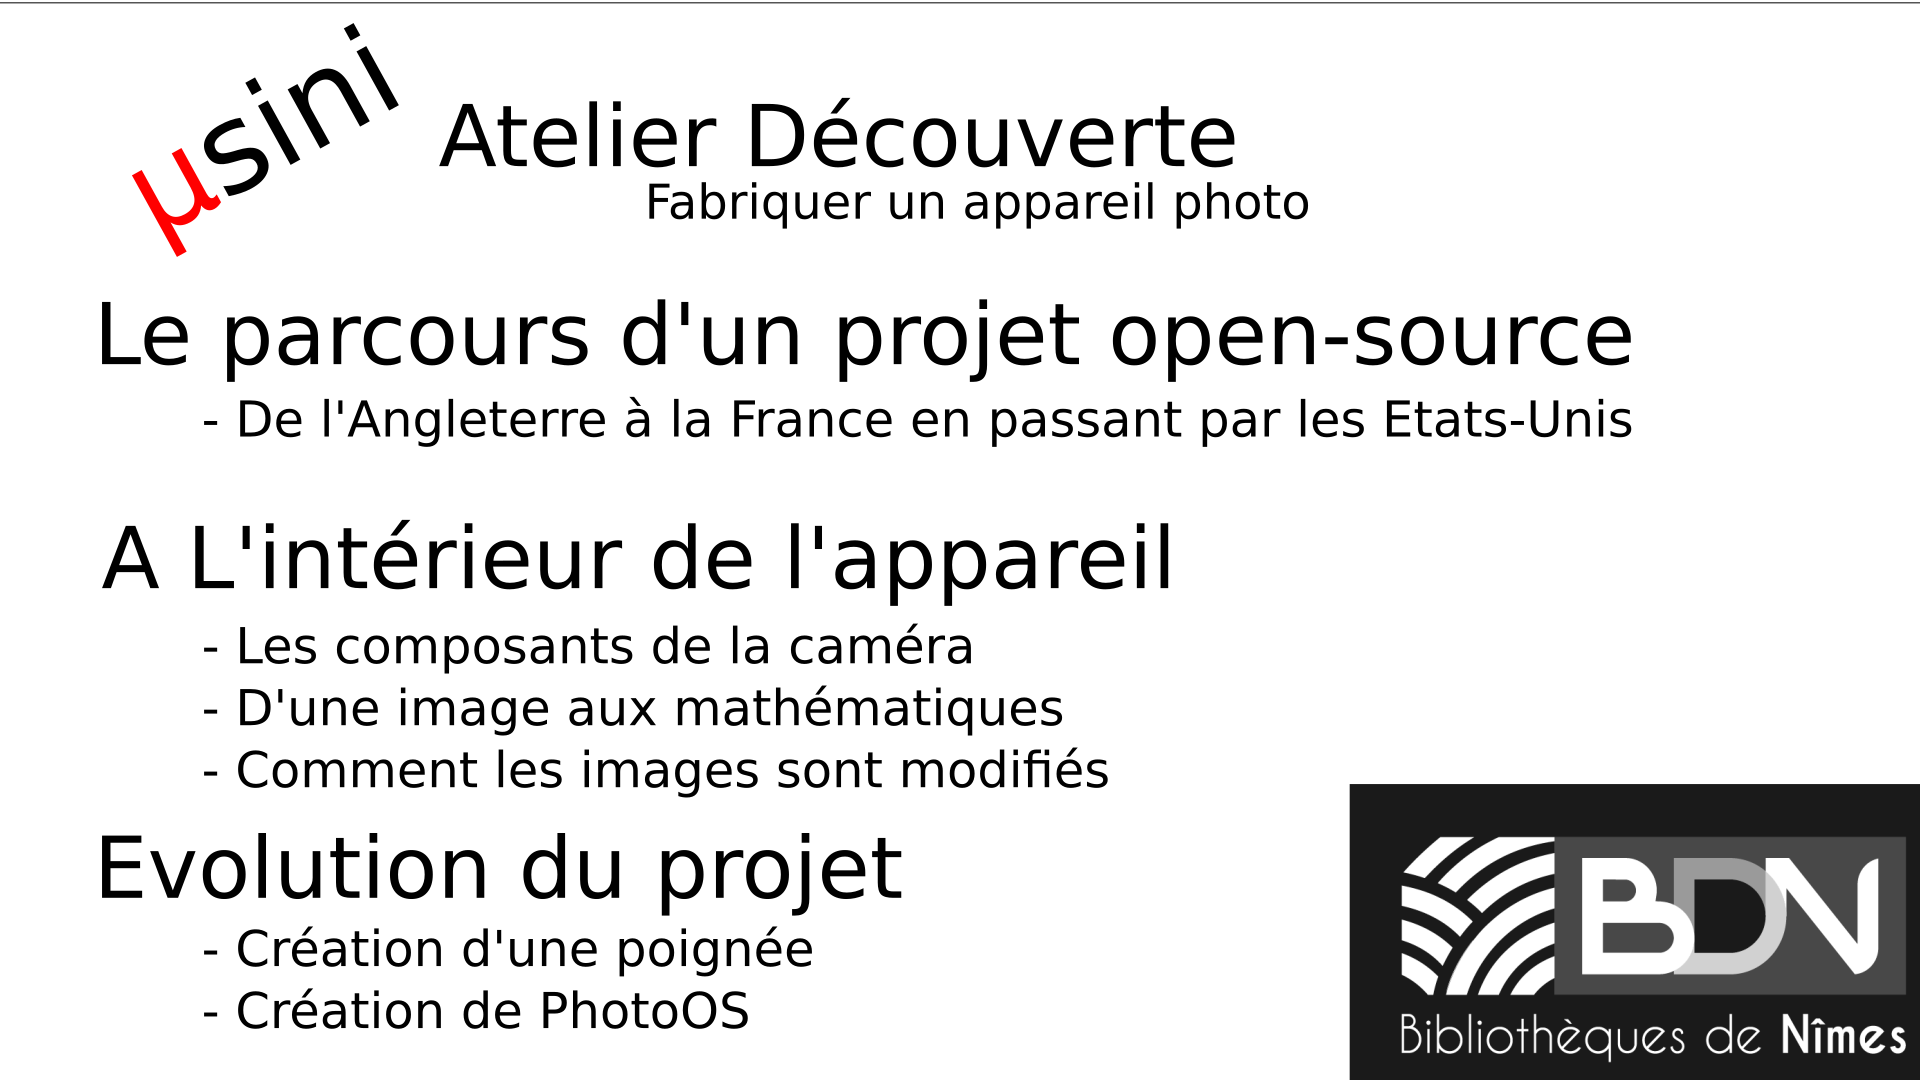 µsini
Atelier Découverte
Fabriquer un appareil photo
Le parcours d'un projet open-source
- De l'Angleterre à la France en passant par les Etats-Unis
A L'intérieur de l'appareil
- Les composants de la caméra
- D'une image aux mathématiques
- Comment les images sont modifiés
Evolution du projet
- Création d'une poignée
- Création de PhotoOS
BDN
Bibliothèques de Nîmes